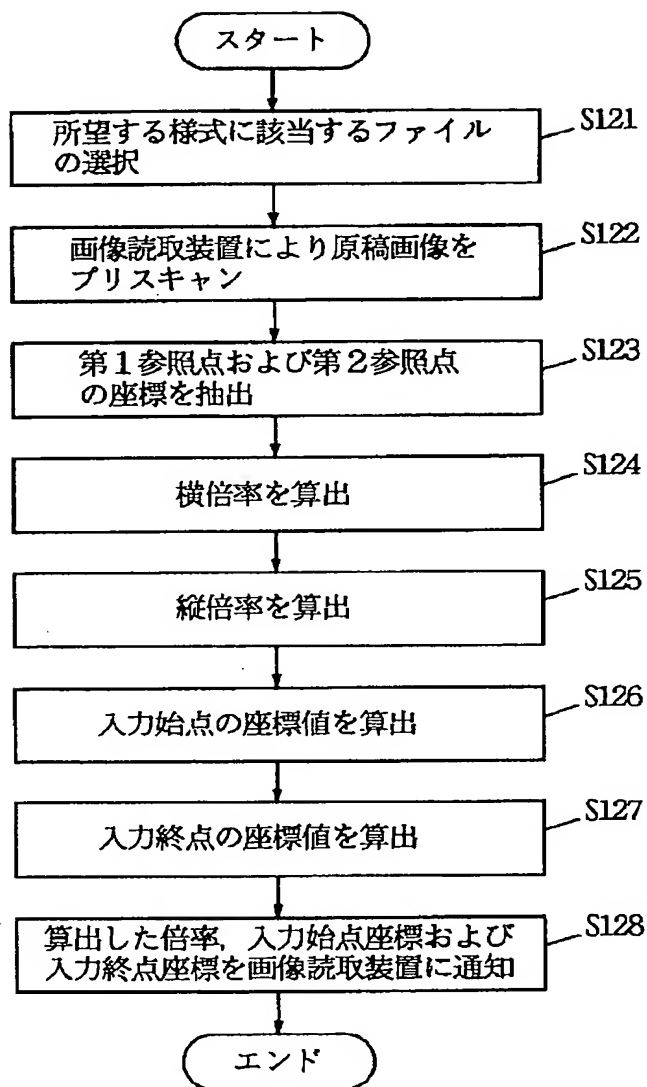 スタート
所望する様式に該当するファイル
の選択
S121
画像読取装置により原稿画像を
プリスキャン
S122
第1参照点および第2参照点
の座標を抽出
S123
横倍率を算出
S124
縦倍率を算出
S125
入力始点の座標値を算出
S126
入力終点の座標値を算出
S127
算出した倍率，入力始点座標および
入力終点座標を画像読取装置に通知
S128
エンド